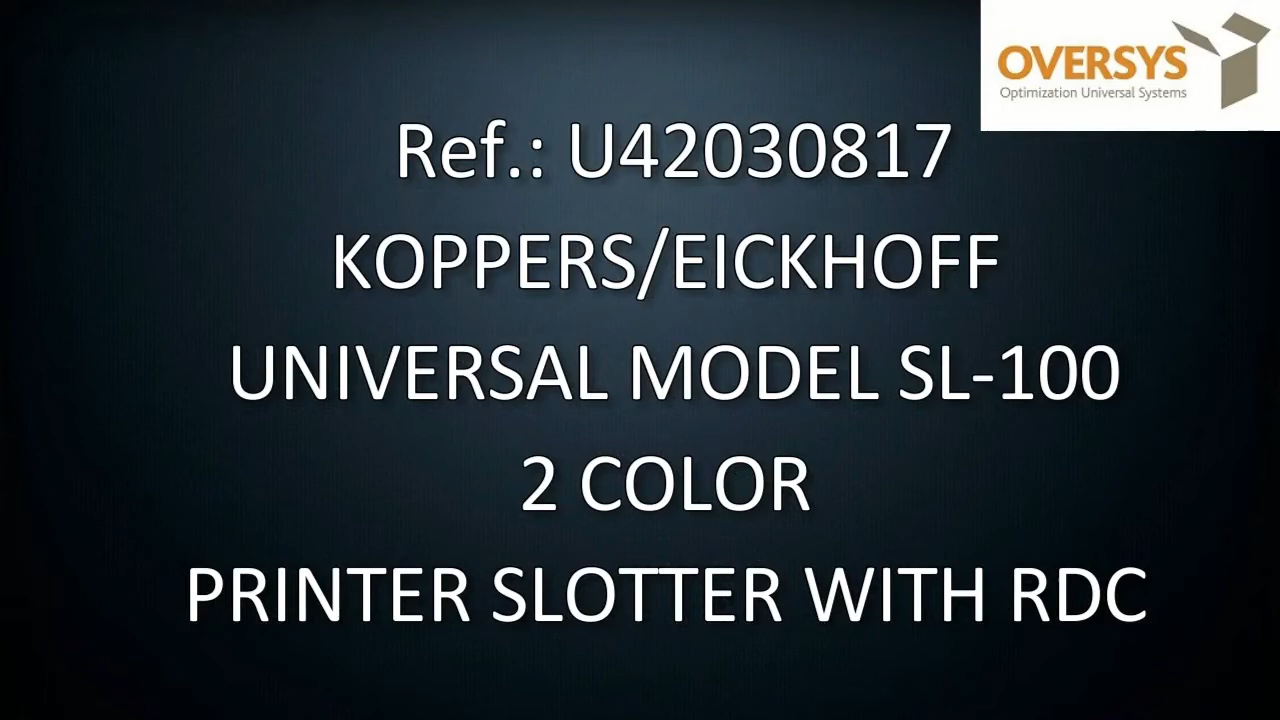 OVERSYS
Optimization Universal Systems
Ref.: U42030817
KOPPERS/EICKHOFF
UNIVERSAL MODEL SL-100
2 COLOR
PRINTER SLOTTER WITH RDC